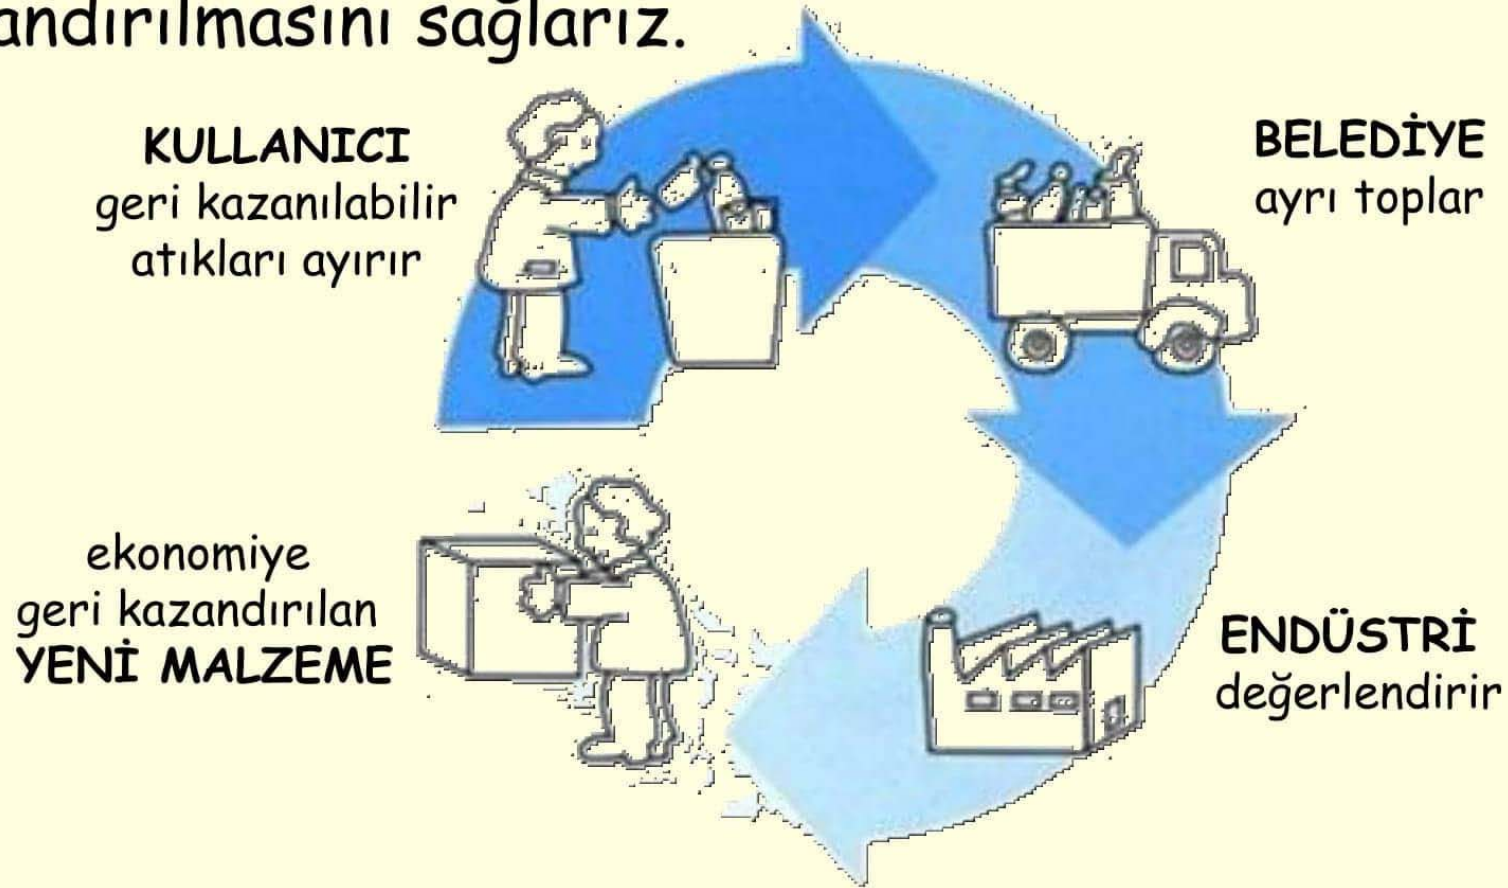 andırılmasını sağlarız.
KULLANICI
geri kazanılabilir
atıkları ayırır
BELEDİYE
ayrı toplar
ENDÜSTRİ
değerlendirir
ekonomiye
geri kazandırılan
YENİ MALZEME